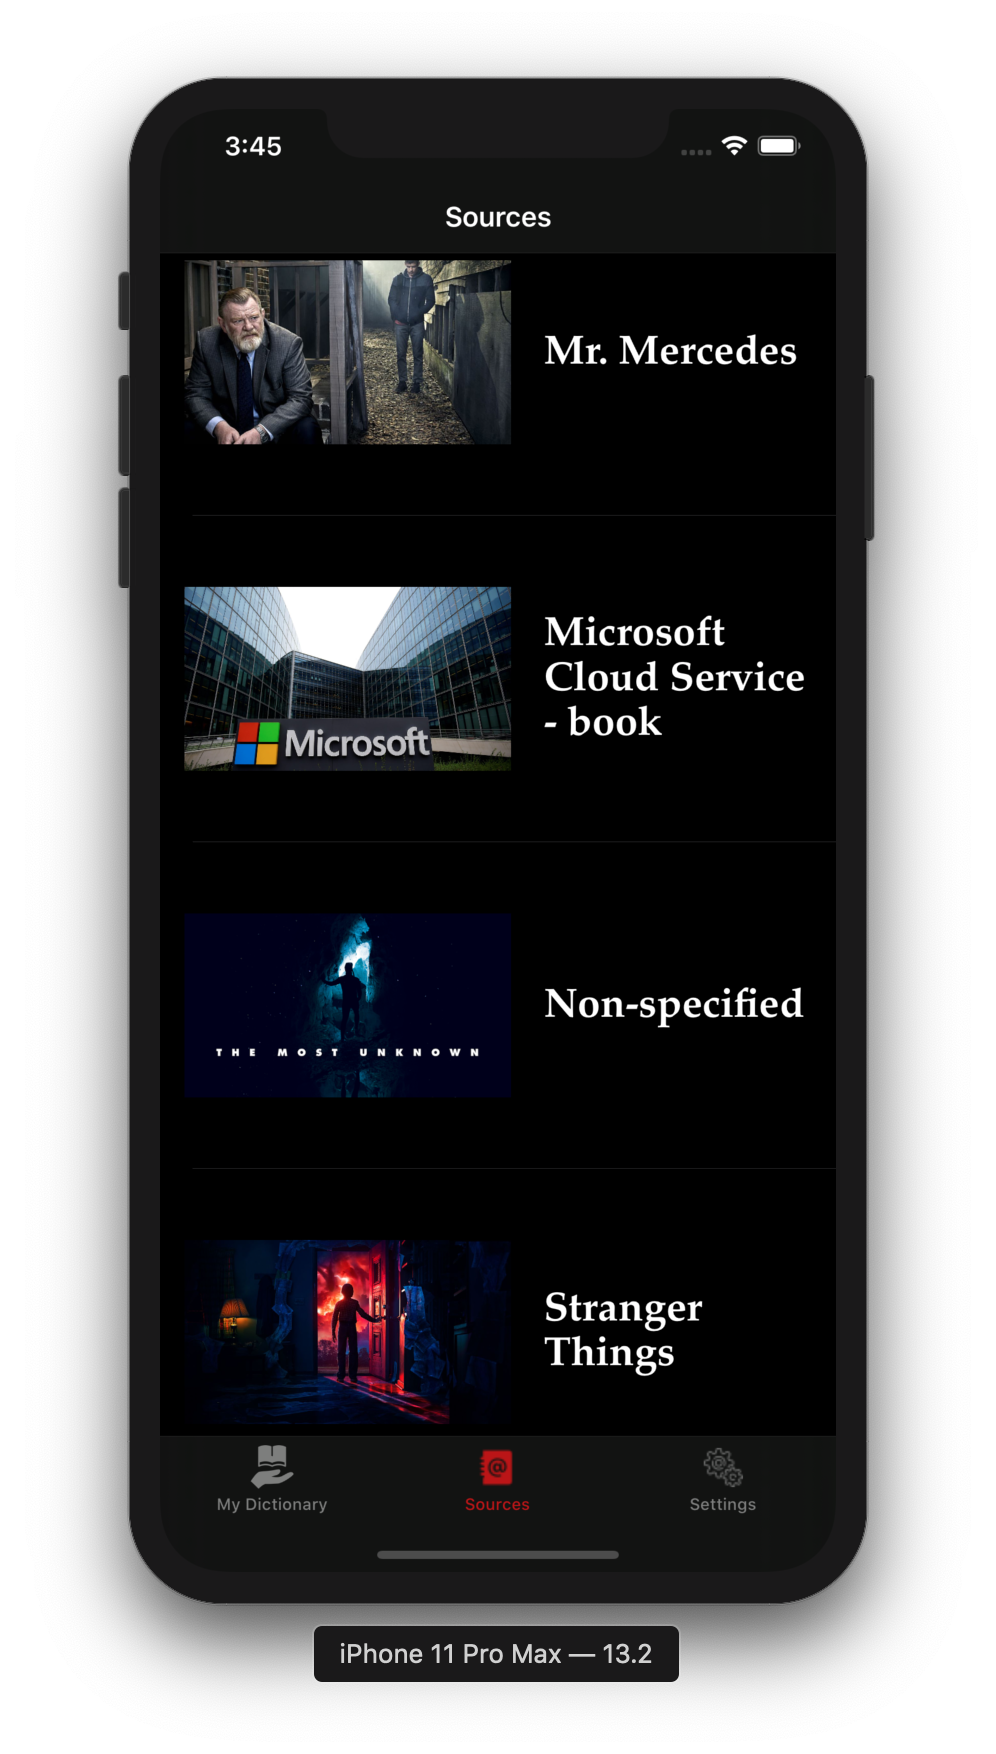 3:45
Sources
Mr. Mercedes
Microsoft
Cloud Service
- book
Microsoft
Non-specified
THE MOST UNKNOWN
Stranger
Things
My Dictionary
Sources
Settings
iPhone 11 Pro Max — 13.2